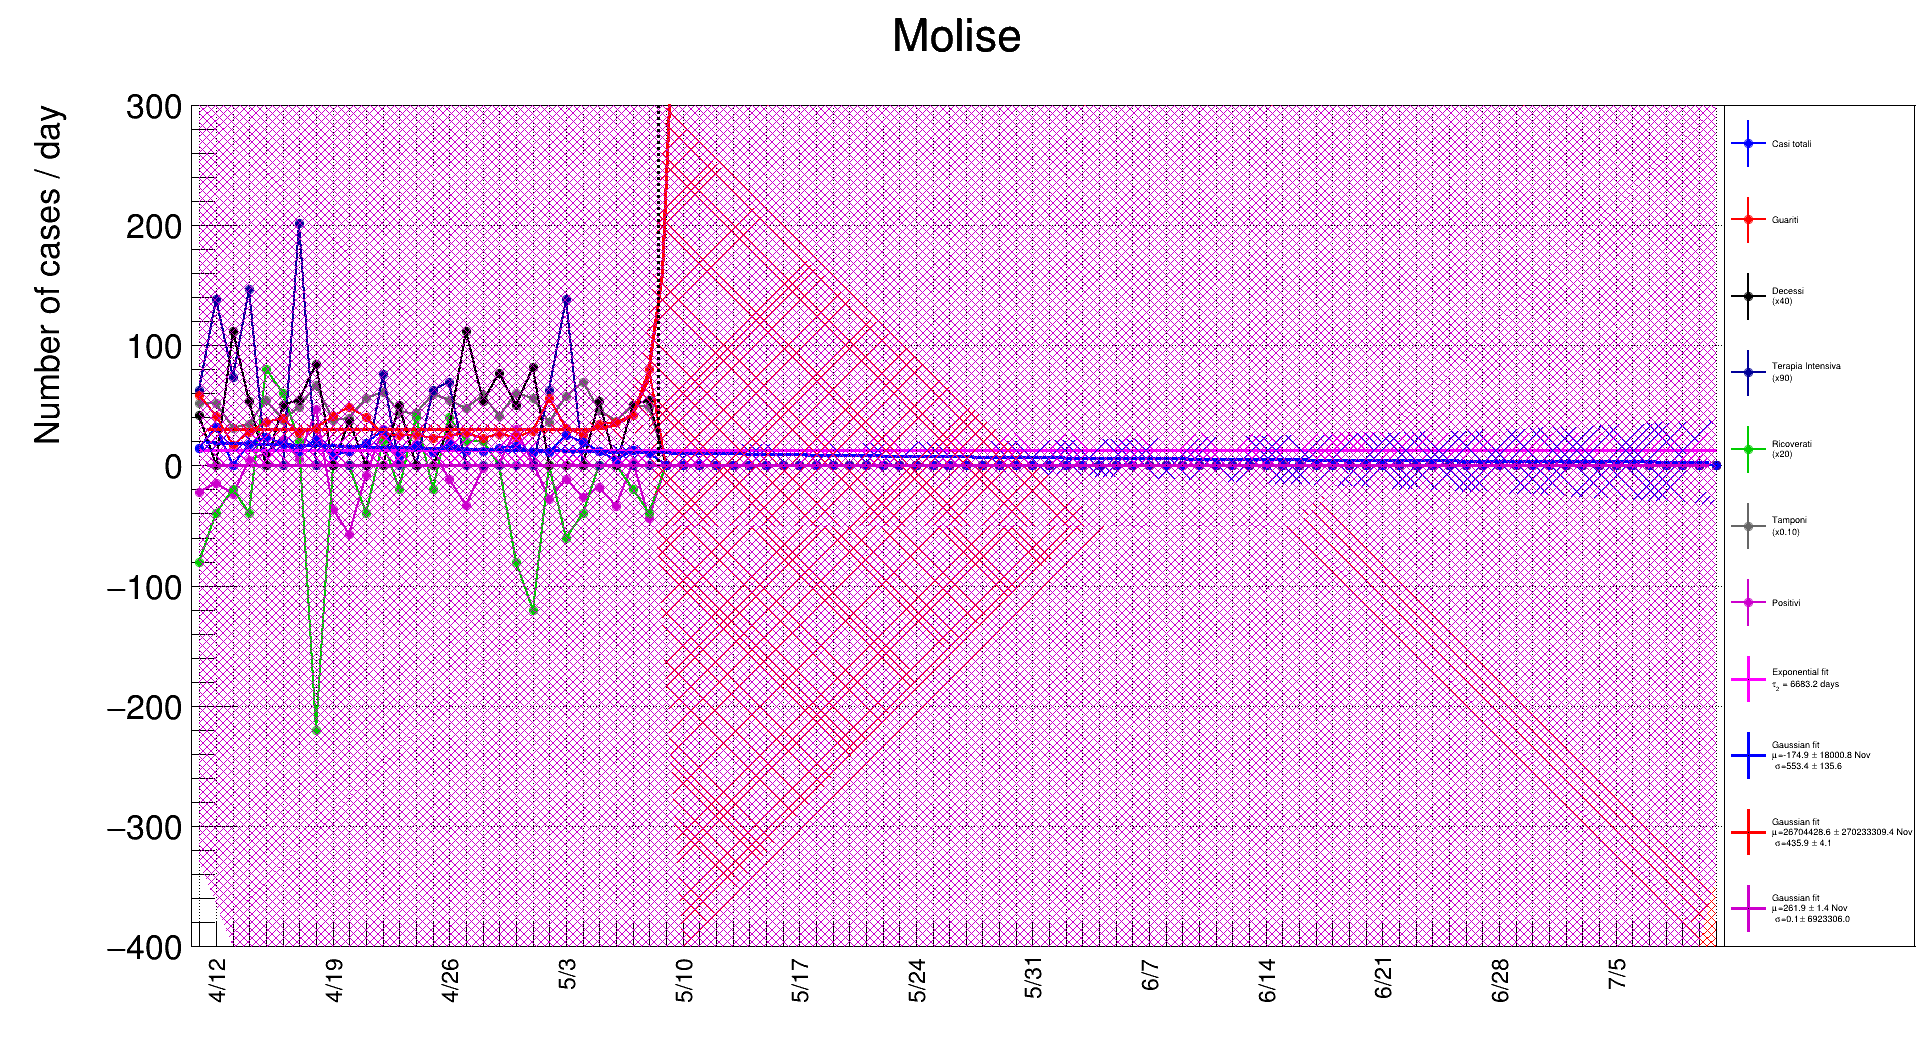 Molise
Number of cases / day
300
200
100
0
−100
−200
−300
−400
4/12
4/19
4/26
5/3
5/10
5/17
5/24
5/31
6/7
6/14
6/21
6/28
7/5
Casi totali
Guariti
Decessi
(x40)
Terapia Intensiva
(x90)
Ricoverati
(x20)
Tamponi
(x0.10)
Positivi
Exponential fit
τ₂ = 6683.2 days
Gaussian fit
μ=-174.9 ± 18000.8 Nov
σ=553.4 ± 135.6
Gaussian fit
μ=26704428.6 ± 270233309.4 Nov
σ=435.9 ± 4.1
Gaussian fit
μ=261.9 ± 1.4 Nov
σ=0.1 ± 6923306.0